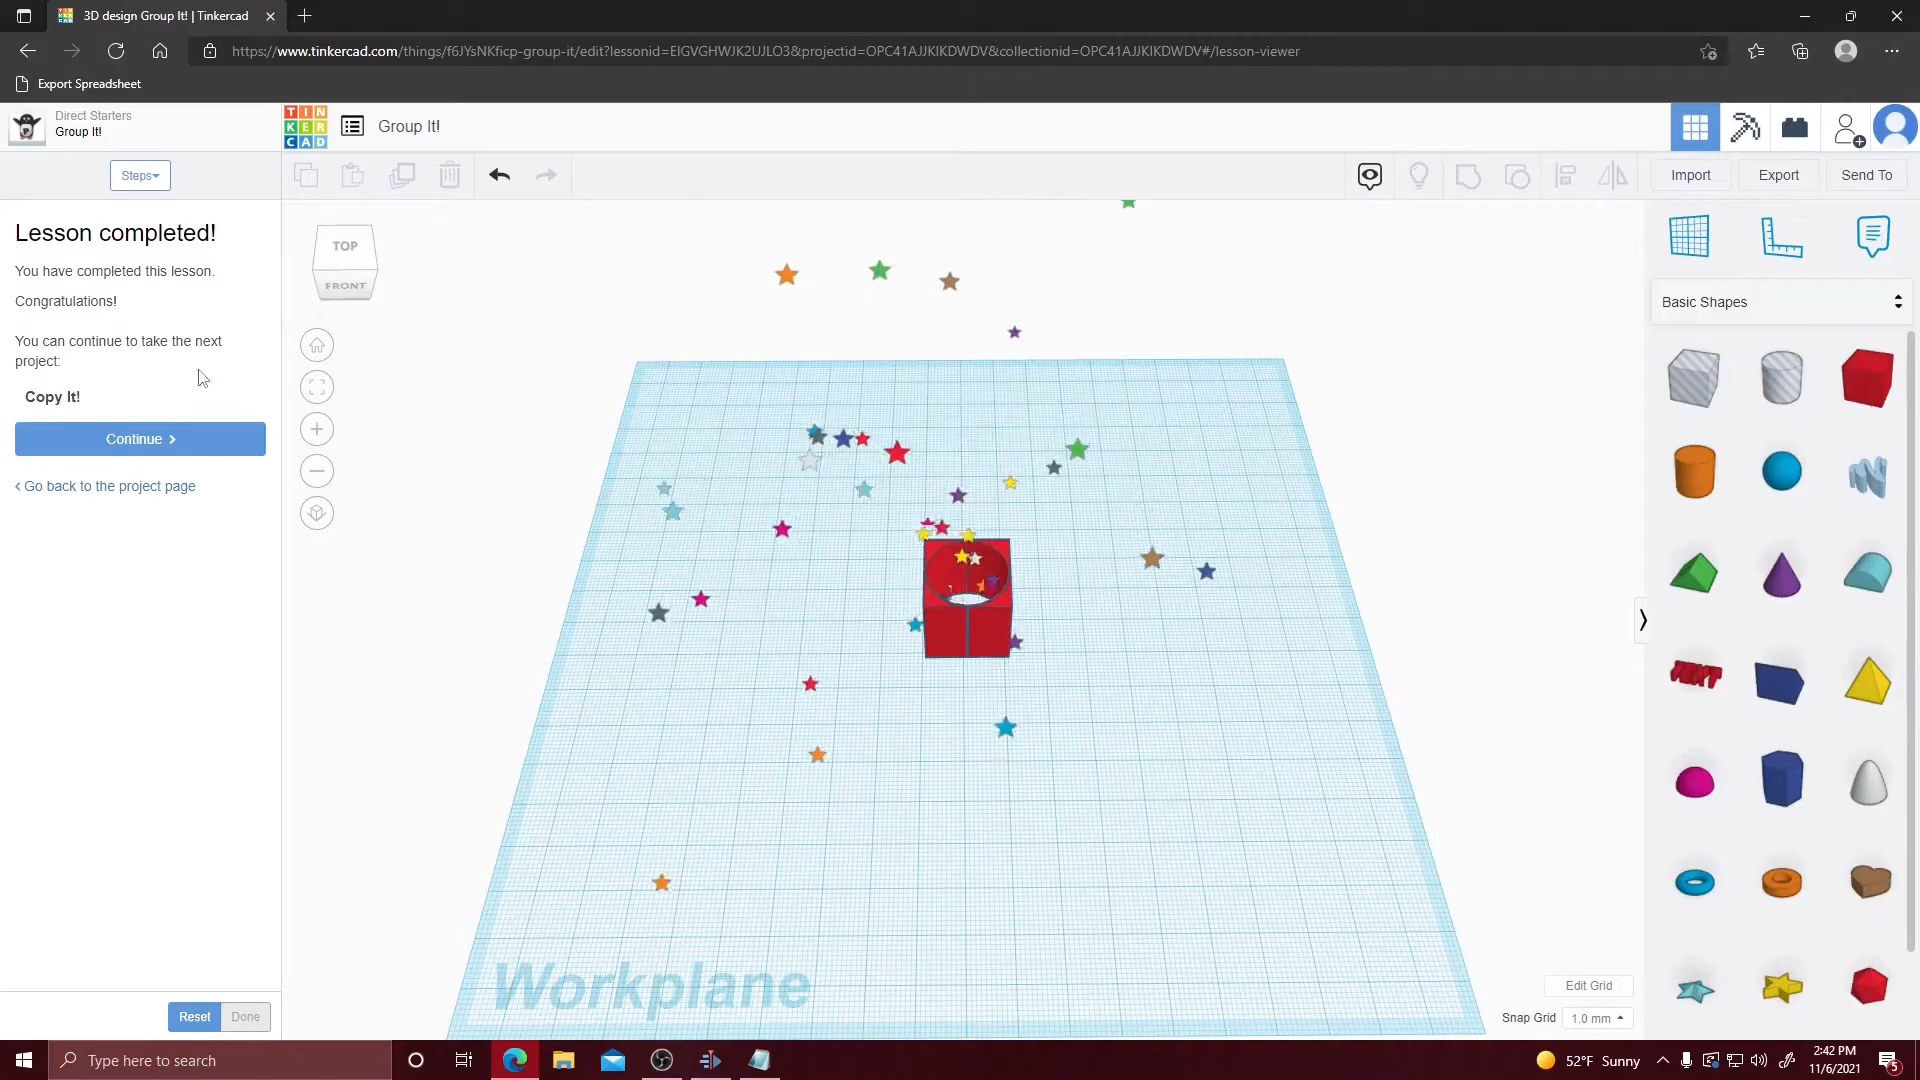 3D design Group It! | Tinkercad
https://www.tinkercad.com/things/f6JYsNKficp-group-it/edit?lessonid=EIGVGHWJK2UJLO3&projectid=OPC41AJJKIKDWDV&collectionid=OPC41AJJKIKDWDV#/lesson-viewer
Export Spreadsheet
Direct Starters
Group It!
TIN
KER
CAD
Group It!
Steps
Import
Export
Send To
Lesson completed!
You have completed this lesson.
Congratulations!
You can continue to take the next
project:
Copy It!
Continue
Go back to the project page
TOP
FRONT
Basic Shapes
Workplane
Edit Grid
Snap Grid
1.0 mm
Reset
Done
Type here to search
52°F Sunny
2:42 PM
11/6/2021
5